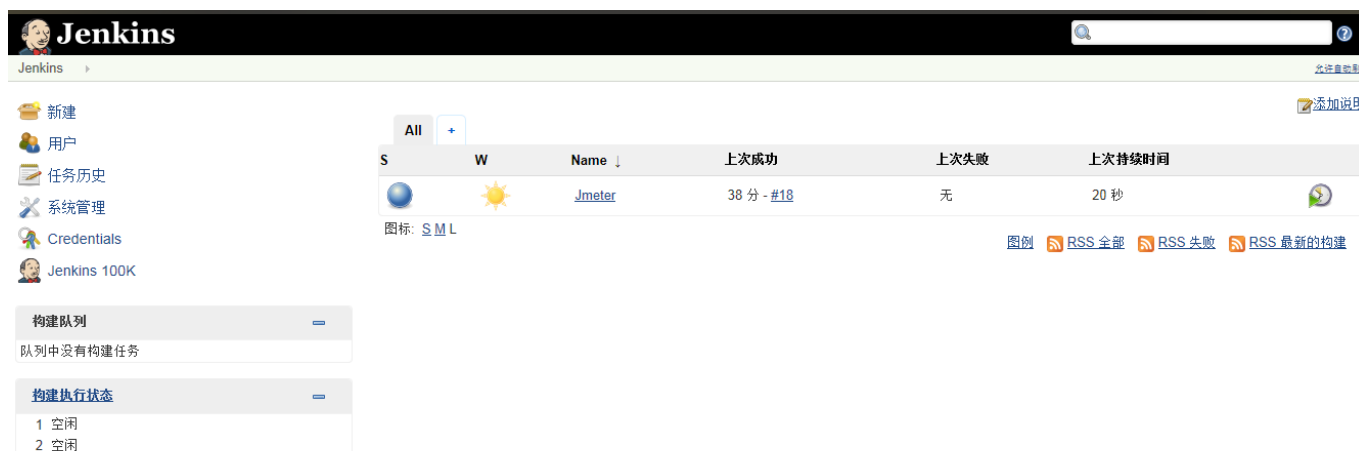 Jenkins
Jenkins
新建
用户
任务历史
系统管理
Credentials
Jenkins 100K
构建队列
队列中没有构建任务
构建执行状态
1 空闲
2 空闲
添加说明
All +
S W Name ↓ 上次成功 上次失败 上次持续时间
Jmeter 38 分 - #18 无 20 秒
图标: S M L
图例 RSS 全部 RSS 失败 RSS 最新的构建